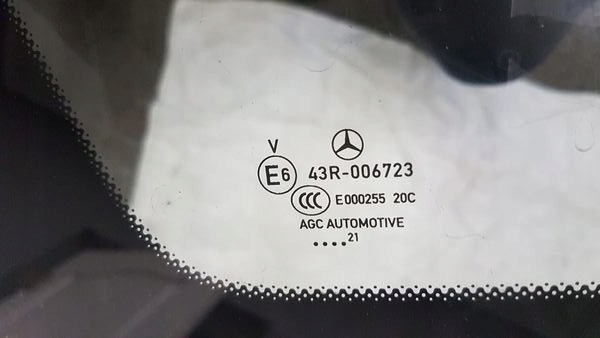 V
E6 43R-006723
CCC E000255 20C
AGC AUTOMOTIVE
....21